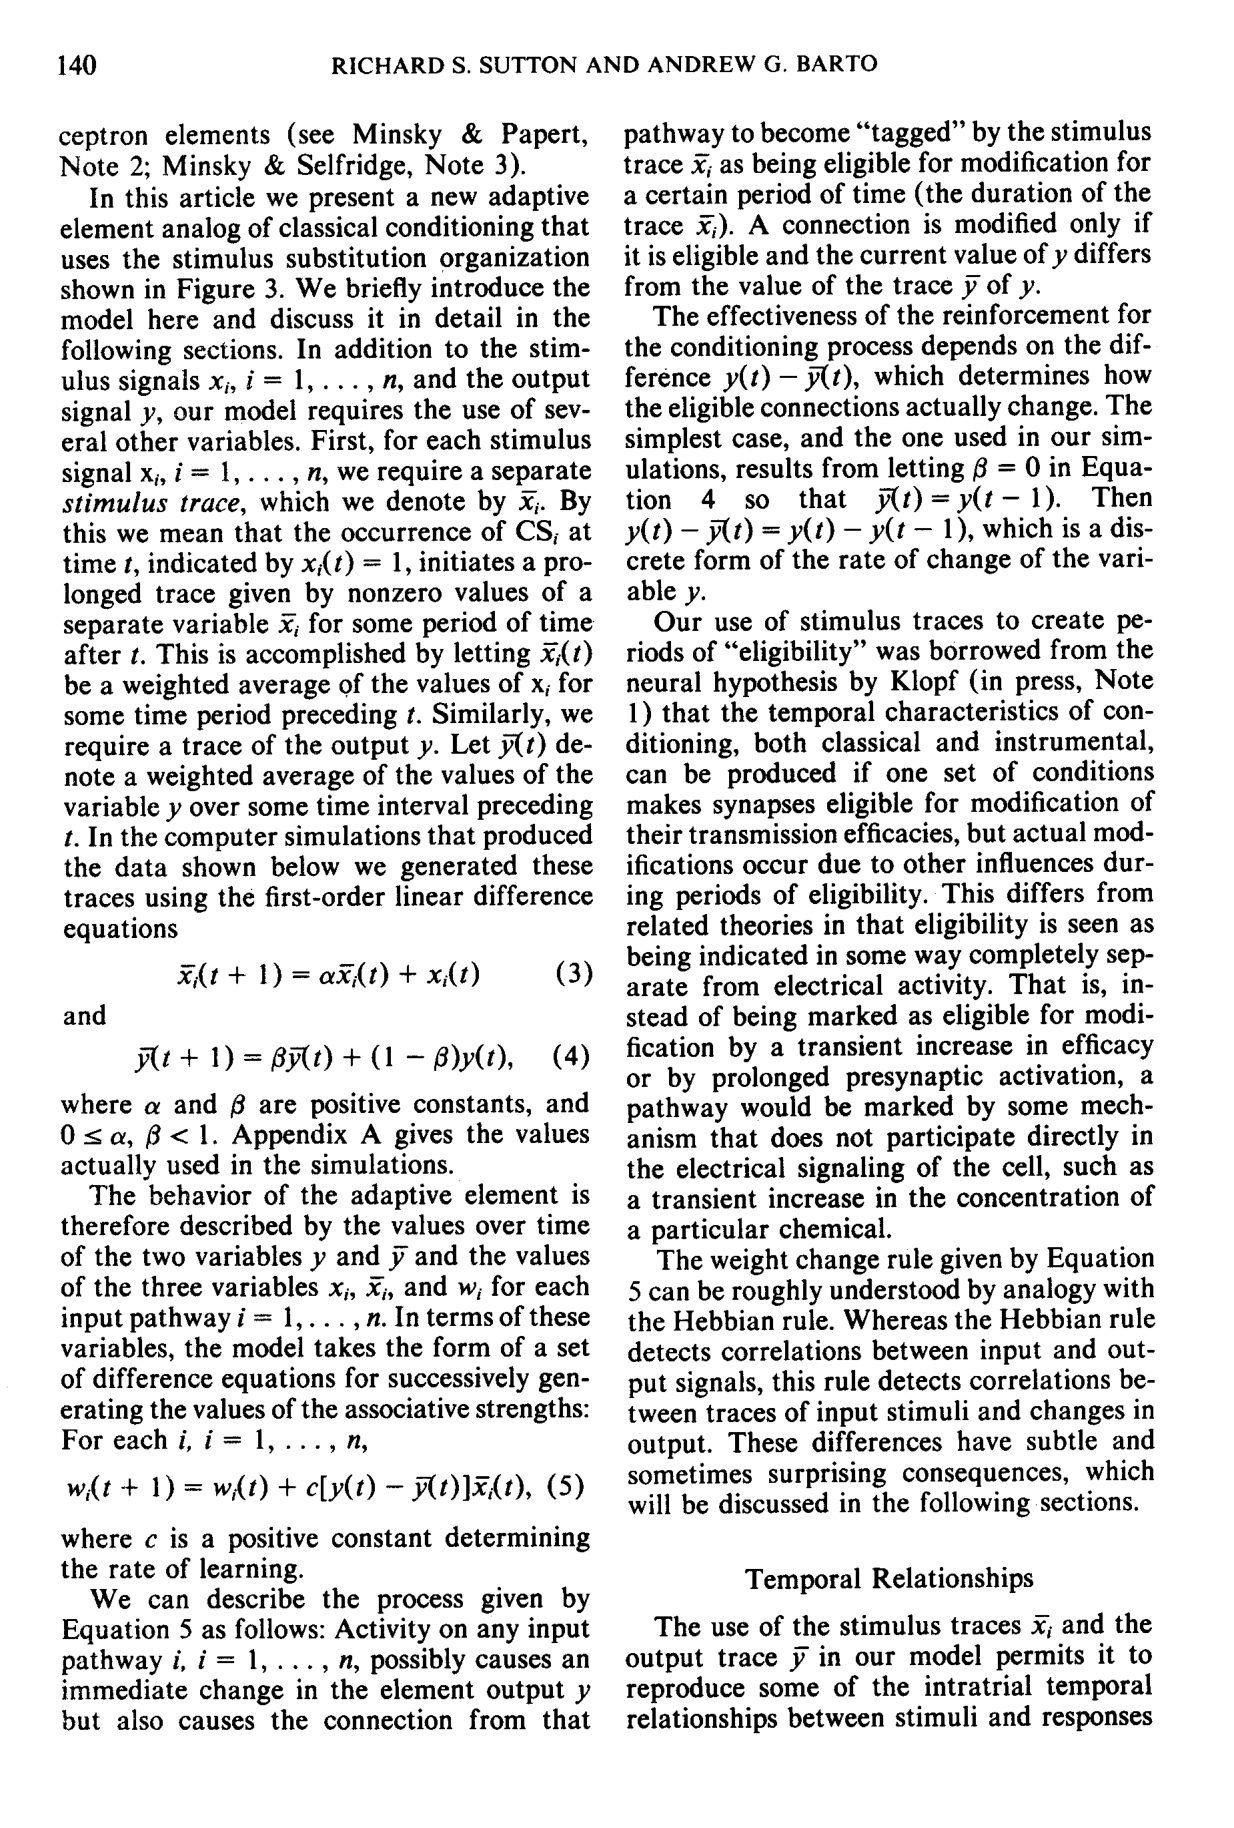 140
RICHARD S. SUTTON AND ANDREW G. BARTO
ceptron elements (see Minsky & Papert,
Note 2; Minsky & Selfridge, Note 3).
In this article we present a new adaptive
element analog of classical conditioning that
uses the stimulus substitution organization
shown in Figure 3. We briefly introduce the
model here and discuss it in detail in the
following sections. In addition to the stim-
ulus signals xᵢ, i = 1, . . . , n, and the output
signal y, our model requires the use of sev-
eral other variables. First, for each stimulus
signal xᵢ, i = 1, . . . , n, we require a separate
stimulus trace, which we denote by x̄ᵢ. By
this we mean that the occurrence of CSᵢ at
time t, indicated by xᵢ(t) = 1, initiates a pro-
longed trace given by nonzero values of a
separate variable x̄ᵢ for some period of time
after t. This is accomplished by letting x̄ᵢ(t)
be a weighted average of the values of xᵢ for
some time period preceding t. Similarly, we
require a trace of the output y. Let ȳ(t) de-
note a weighted average of the values of the
variable y over some time interval preceding
t. In the computer simulations that produced
the data shown below we generated these
traces using the first-order linear difference
equations
x̄ᵢ(t + 1) = αx̄ᵢ(t) + xᵢ(t) (3)
and
ȳ(t + 1) = βȳ(t) + (1 − β)y(t), (4)
where α and β are positive constants, and
0 ≤ α, β < 1. Appendix A gives the values
actually used in the simulations.
The behavior of the adaptive element is
therefore described by the values over time
of the two variables y and ȳ and the values
of the three variables xᵢ, x̄ᵢ, and wᵢ for each
input pathway i = 1, . . . , n. In terms of these
variables, the model takes the form of a set
of difference equations for successively gen-
erating the values of the associative strengths:
For each i, i = 1, . . . , n,
wᵢ(t + 1) = wᵢ(t) + c[y(t) − ȳ(t)]x̄ᵢ(t), (5)
where c is a positive constant determining
the rate of learning.
We can describe the process given by
Equation 5 as follows: Activity on any input
pathway i, i = 1, . . . , n, possibly causes an
immediate change in the element output y
but also causes the connection from that
pathway to become “tagged” by the stimulus
trace x̄ᵢ as being eligible for modification for
a certain period of time (the duration of the
trace x̄ᵢ). A connection is modified only if
it is eligible and the current value of y differs
from the value of the trace ȳ of y.
The effectiveness of the reinforcement for
the conditioning process depends on the dif-
ference y(t) − ȳ(t), which determines how
the eligible connections actually change. The
simplest case, and the one used in our sim-
ulations, results from letting β = 0 in Equa-
tion 4 so that ȳ(t) = y(t − 1). Then
y(t) − ȳ(t) = y(t) − y(t − 1), which is a dis-
crete form of the rate of change of the vari-
able y.
Our use of stimulus traces to create pe-
riods of “eligibility” was borrowed from the
neural hypothesis by Klopf (in press, Note
1) that the temporal characteristics of con-
ditioning, both classical and instrumental,
can be produced if one set of conditions
makes synapses eligible for modification of
their transmission efficacies, but actual mod-
ifications occur due to other influences dur-
ing periods of eligibility. This differs from
related theories in that eligibility is seen as
being indicated in some way completely sep-
arate from electrical activity. That is, in-
stead of being marked as eligible for modi-
fication by a transient increase in efficacy
or by prolonged presynaptic activation, a
pathway would be marked by some mech-
anism that does not participate directly in
the electrical signaling of the cell, such as
a transient increase in the concentration of
a particular chemical.
The weight change rule given by Equation
5 can be roughly understood by analogy with
the Hebbian rule. Whereas the Hebbian rule
detects correlations between input and out-
put signals, this rule detects correlations be-
tween traces of input stimuli and changes in
output. These differences have subtle and
sometimes surprising consequences, which
will be discussed in the following sections.
Temporal Relationships
The use of the stimulus traces x̄ᵢ and the
output trace ȳ in our model permits it to
reproduce some of the intratrial temporal
relationships between stimuli and responses